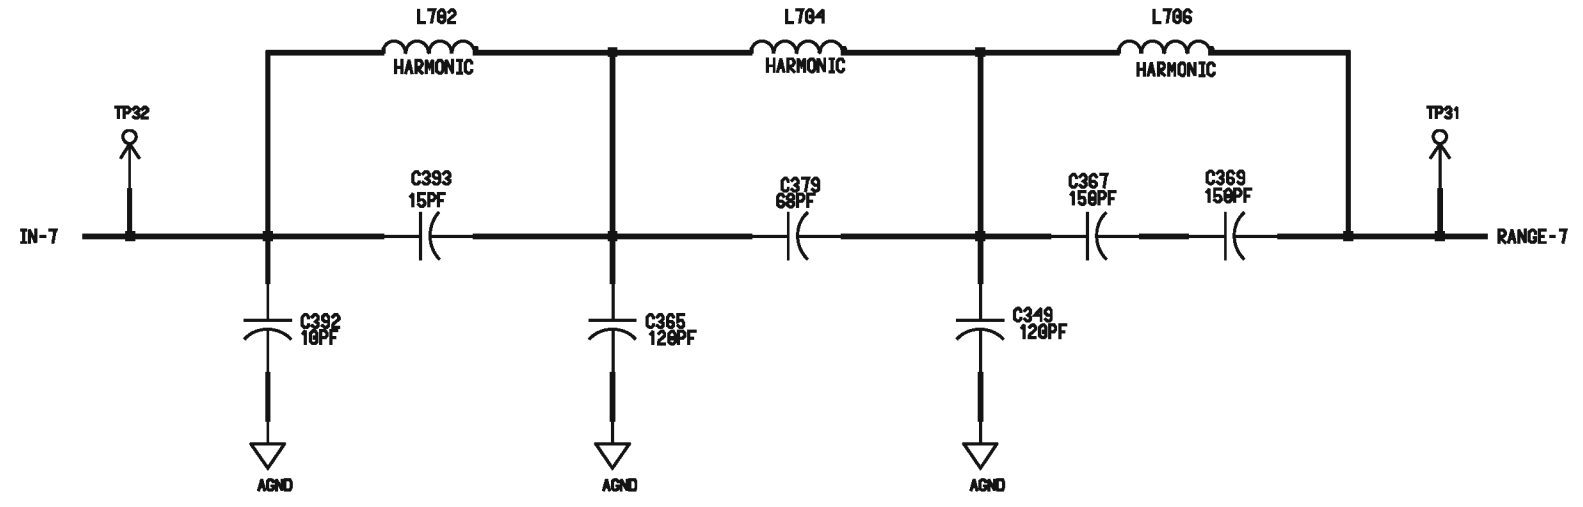 L702
L704
L706
HARMONIC
HARMONIC
HARMONIC
TP32
TP31
C393
15PF
C379
68PF
C367
150PF
C369
150PF
IN-7
RANGE-7
C392
10PF
C365
120PF
C349
120PF
AGND
AGND
AGND